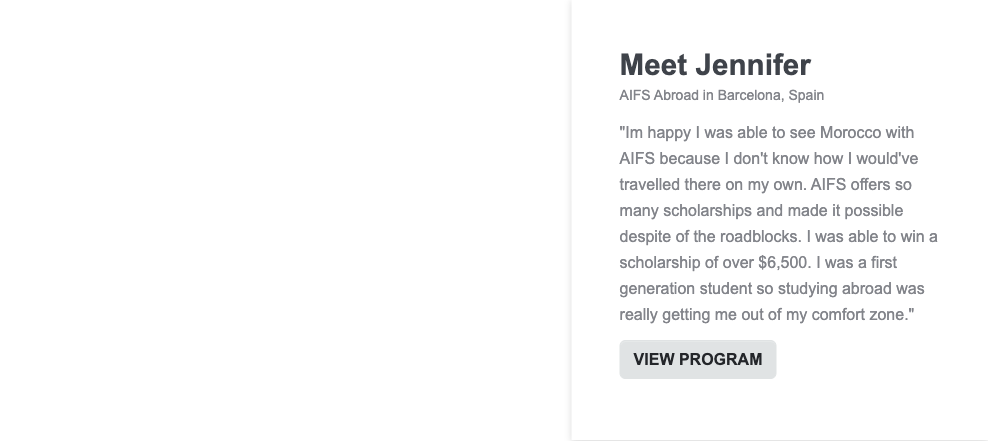 Meet Jennifer
AIFS Abroad in Barcelona, Spain
"Im happy I was able to see Morocco with
AIFS because I don't know how I would've
travelled there on my own. AIFS offers so
many scholarships and made it possible
despite of the roadblocks. I was able to win a
scholarship of over $6,500. I was a first
generation student so studying abroad was
really getting me out of my comfort zone."
VIEW PROGRAM